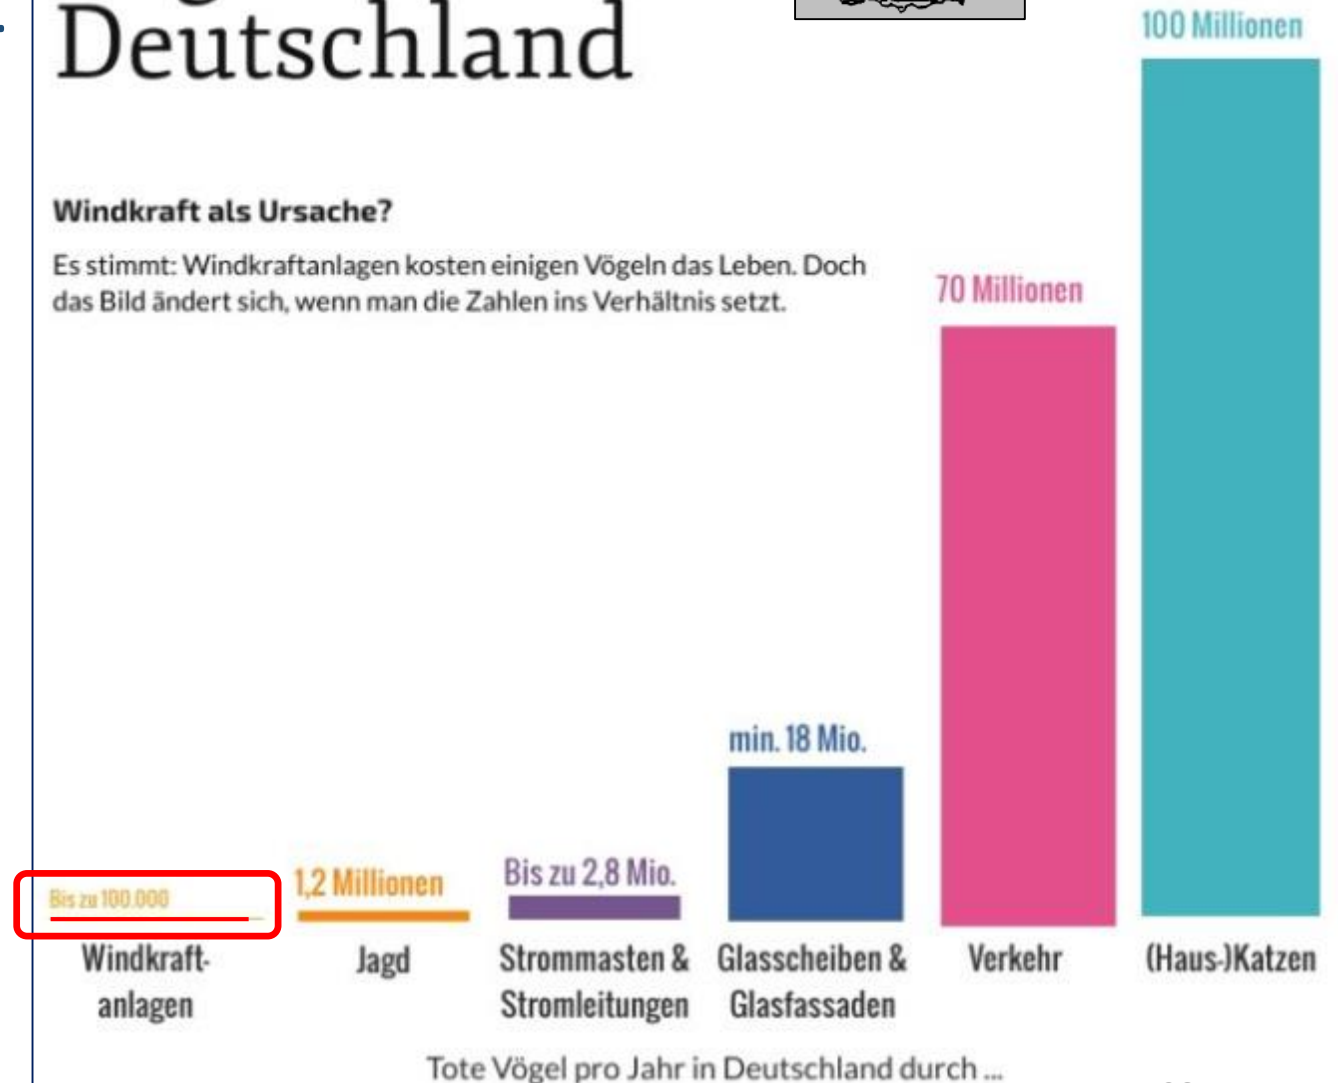 Deutschland
Windkraft als Ursache?
Es stimmt: Windkraftanlagen kosten einigen Vögeln das Leben. Doch
das Bild ändert sich, wenn man die Zahlen ins Verhältnis setzt.
100 Millionen
70 Millionen
min. 18 Mio.
Bis zu 2,8 Mio.
1,2 Millionen
Bis zu 100.000
Windkraft-
anlagen
Jagd
Strommasten &
Stromleitungen
Glasscheiben &
Glasfassaden
Verkehr
(Haus-)Katzen
Tote Vögel pro Jahr in Deutschland durch ...